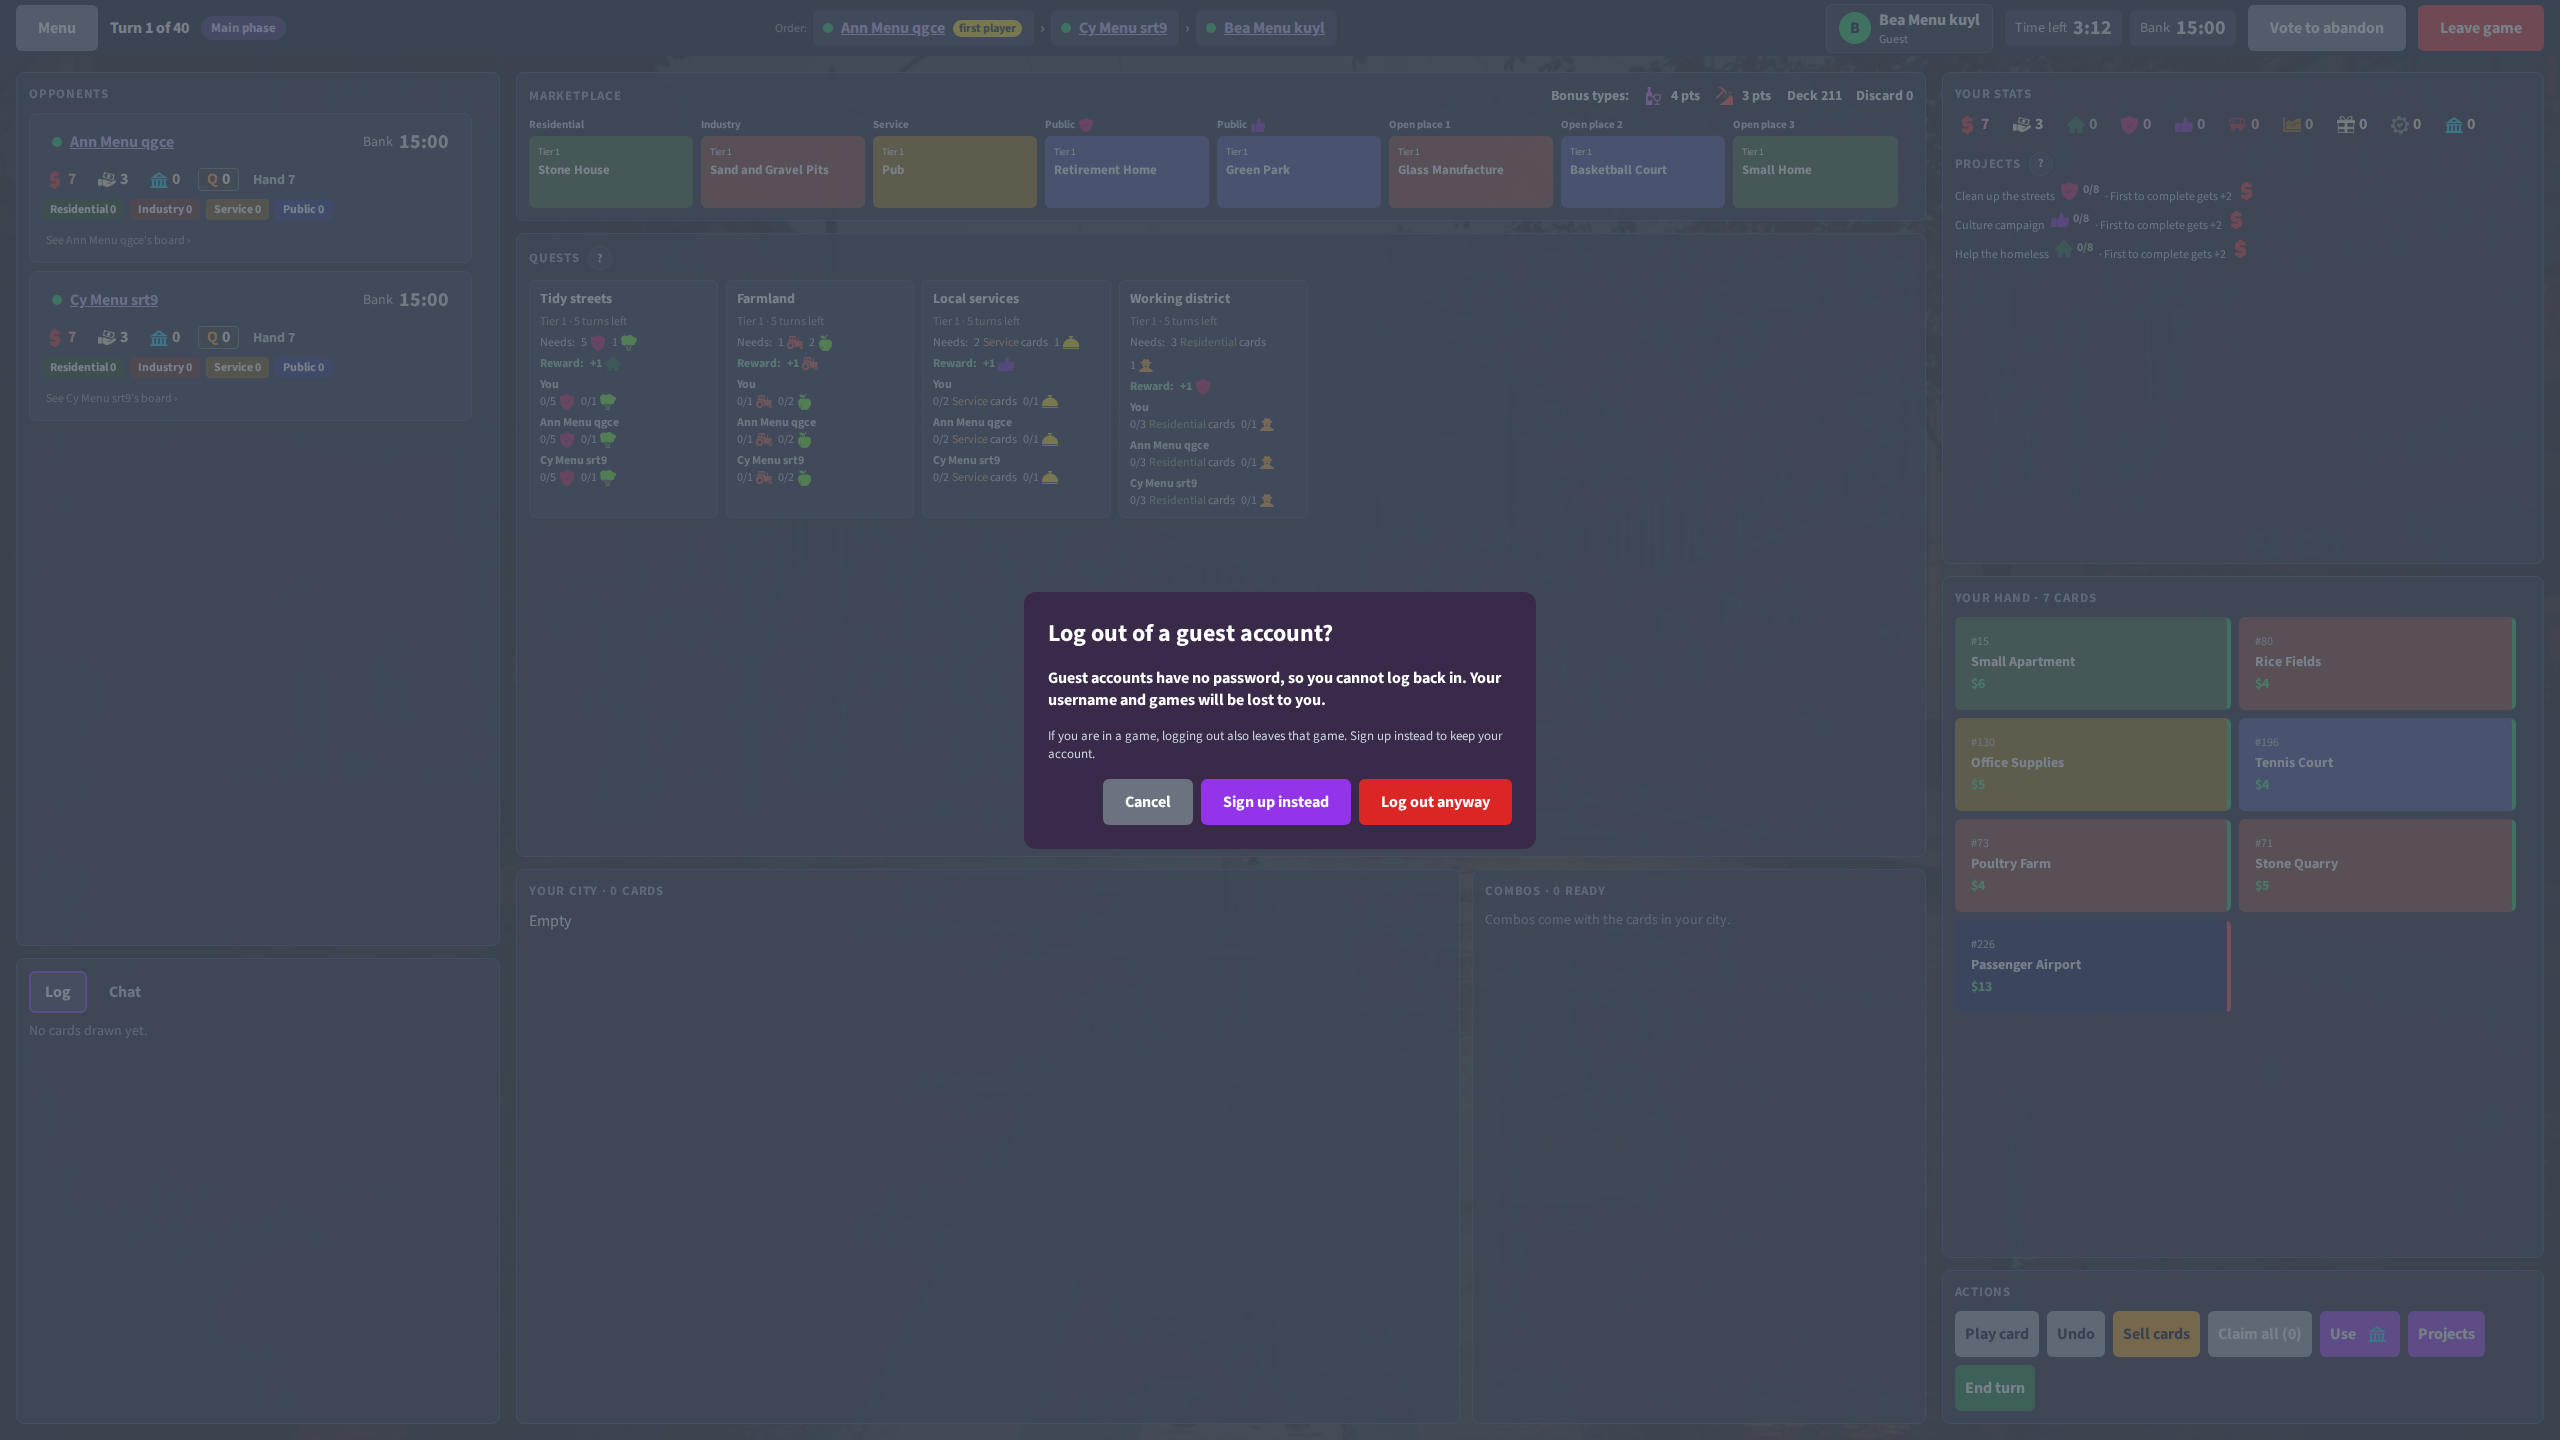 Menu
Turn 1 of 40
Main phase
Order:
Ann Menu qgce first player › Cy Menu srt9 › Bea Menu kuyl
B
Bea Menu kuyl
Guest
Time left 3:12
Bank 15:00
Vote to abandon
Leave game
OPPONENTS
Ann Menu qgce
Bank 15:00
7 3 0 Q 0 Hand 7
Residential 0 Industry 0 Service 0 Public 0
See Ann Menu qgce's board ›
Cy Menu srt9
Bank 15:00
7 3 0 Q 0 Hand 7
Residential 0 Industry 0 Service 0 Public 0
See Cy Menu srt9's board ›
Log
Chat
No cards drawn yet.
MARKETPLACE
Bonus types: 4 pts 3 pts Deck 211 Discard 0
Residential
Tier 1
Stone House
Industry
Tier 1
Sand and Gravel Pits
Service
Tier 1
Pub
Public
Tier 1
Retirement Home
Public
Tier 1
Green Park
Open place 1
Tier 1
Glass Manufacture
Open place 2
Tier 1
Basketball Court
Open place 3
Tier 1
Small Home
QUESTS ?
Tidy streets
Tier 1 · 5 turns left
Needs: 5 1
Reward: +1
You
0/5 0/1
Ann Menu qgce
0/5 0/1
Cy Menu srt9
0/5 0/1
Farmland
Tier 1 · 5 turns left
Needs: 1 2
Reward: +1
You
0/1 0/2
Ann Menu qgce
0/1 0/2
Cy Menu srt9
0/1 0/2
Local services
Tier 1 · 5 turns left
Needs: 2 Service cards 1
Reward: +1
You
0/2 Service cards 0/1
Ann Menu qgce
0/2 Service cards 0/1
Cy Menu srt9
0/2 Service cards 0/1
Working district
Tier 1 · 5 turns left
Needs: 3 Residential cards
1
Reward: +1
You
0/3 Residential cards 0/1
Ann Menu qgce
0/3 Residential cards 0/1
Cy Menu srt9
0/3 Residential cards 0/1
Log out of a guest account?
Guest accounts have no password, so you cannot log back in. Your
username and games will be lost to you.
If you are in a game, logging out also leaves that game. Sign up instead to keep your
account.
Cancel
Sign up instead
Log out anyway
YOUR CITY · 0 CARDS
Empty
COMBOS · 0 READY
Combos come with the cards in your city.
YOUR STATS
7 3 0 0 0 0 0 0 0 0
PROJECTS ?
Clean up the streets 0/8 · First to complete gets +2
Culture campaign 0/8 · First to complete gets +2
Help the homeless 0/8 · First to complete gets +2
YOUR HAND · 7 CARDS
#15
Small Apartment
$6
#80
Rice Fields
$4
#130
Office Supplies
$5
#196
Tennis Court
$4
#73
Poultry Farm
$4
#71
Stone Quarry
$5
#226
Passenger Airport
$13
ACTIONS
Play card
Undo
Sell cards
Claim all (0)
Use
Projects
End turn